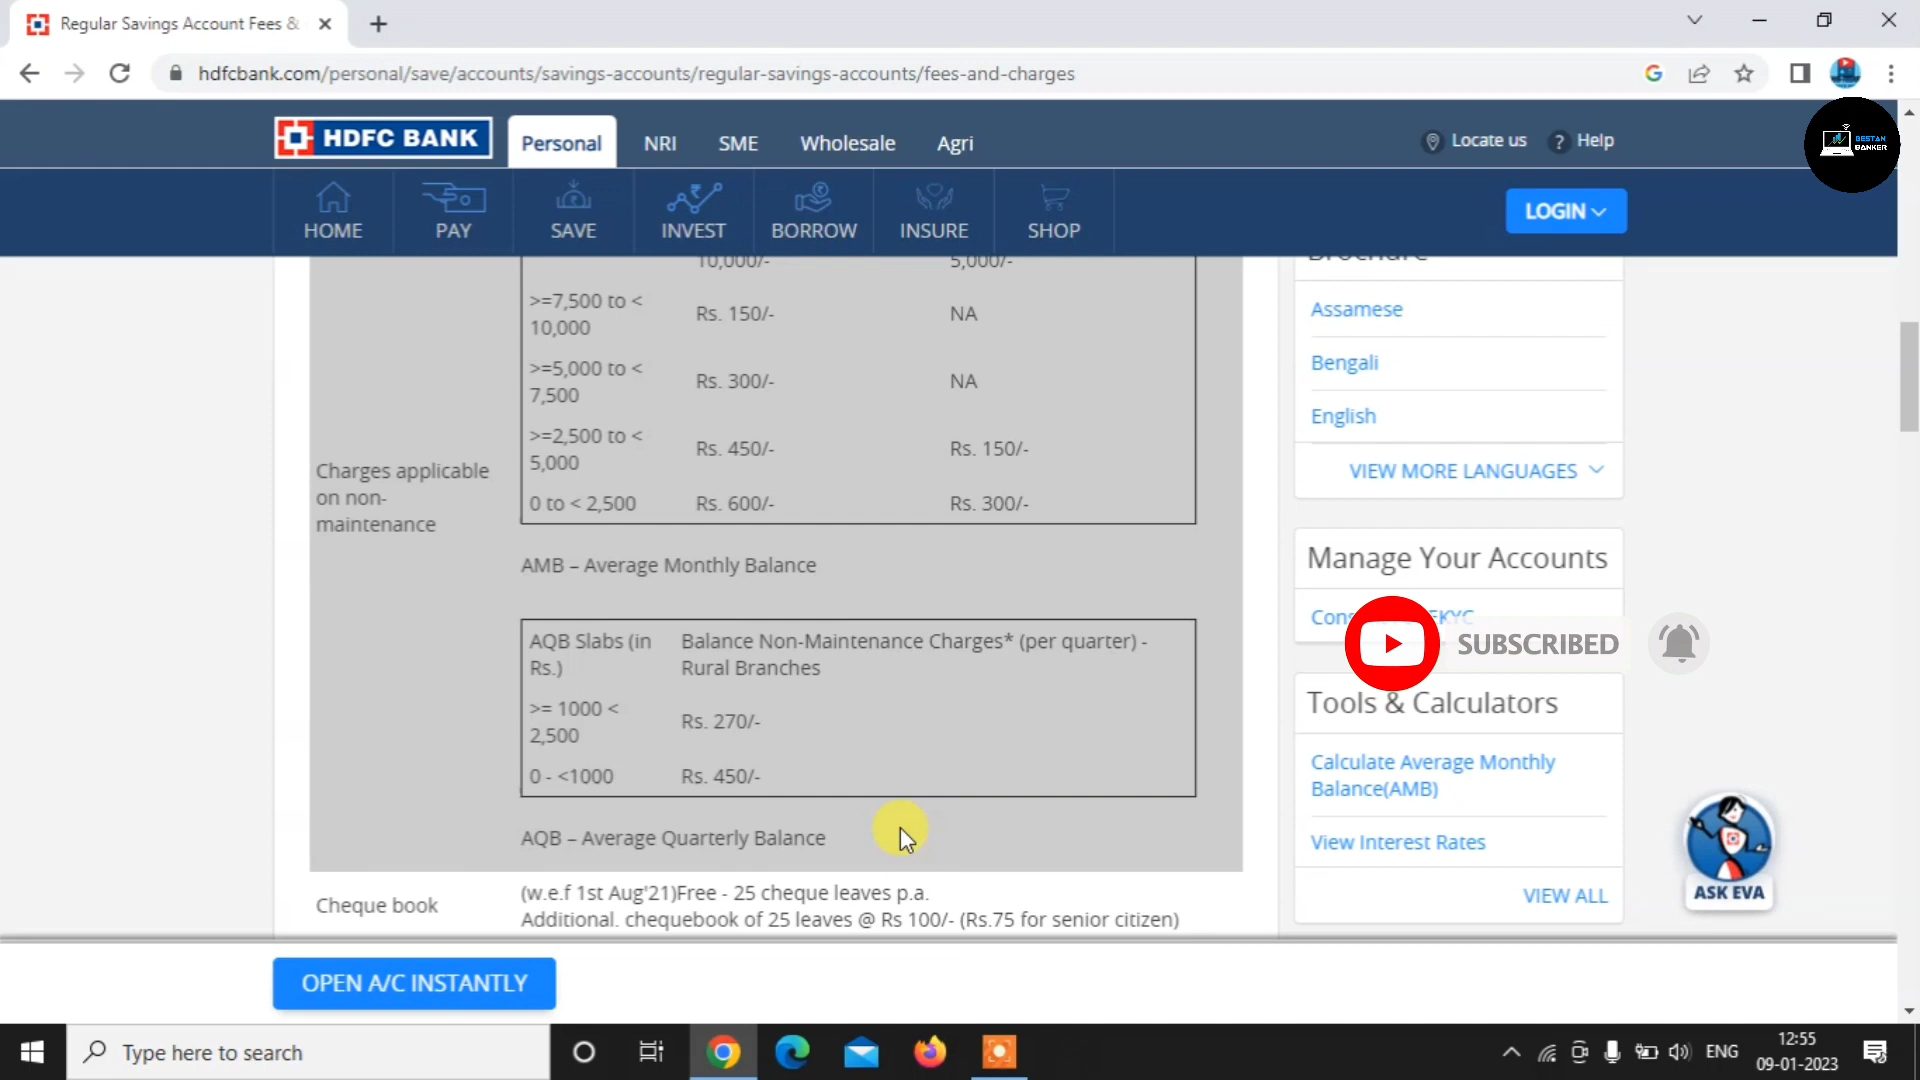 Regular Savings Account Fees &
hdfcbank.com/personal/save/accounts/savings-accounts/regular-savings-accounts/fees-and-charges
HDFC BANK
Personal
NRI
SME
Wholesale
Agri
Locate us
? Help
BESTAN
BANKER
HOME
PAY
SAVE
INVEST
BORROW
INSURE
SHOP
LOGIN
10,000/-
5,000/-
>=7,500 to <
10,000
Rs. 150/-
NA
>=5,000 to <
7,500
Rs. 300/-
NA
>=2,500 to <
5,000
Rs. 450/-
Rs. 150/-
0 to < 2,500
Rs. 600/-
Rs. 300/-
Charges applicable
on non-
maintenance
AMB – Average Monthly Balance
AQB Slabs (in
Rs.)
Balance Non-Maintenance Charges* (per quarter) -
Rural Branches
>= 1000 <
2,500
Rs. 270/-
0 - <1000
Rs. 450/-
AQB – Average Quarterly Balance
Cheque book
(w.e.f 1st Aug'21)Free - 25 cheque leaves p.a.
Additional. chequebook of 25 leaves @ Rs 100/- (Rs.75 for senior citizen)
Brochure
Assamese
Bengali
English
VIEW MORE LANGUAGES
Manage Your Accounts
EKYC
SUBSCRIBED
Tools & Calculators
Calculate Average Monthly
Balance(AMB)
View Interest Rates
VIEW ALL
ASK EVA
OPEN A/C INSTANTLY
Type here to search
ENG
12:55
09-01-2023